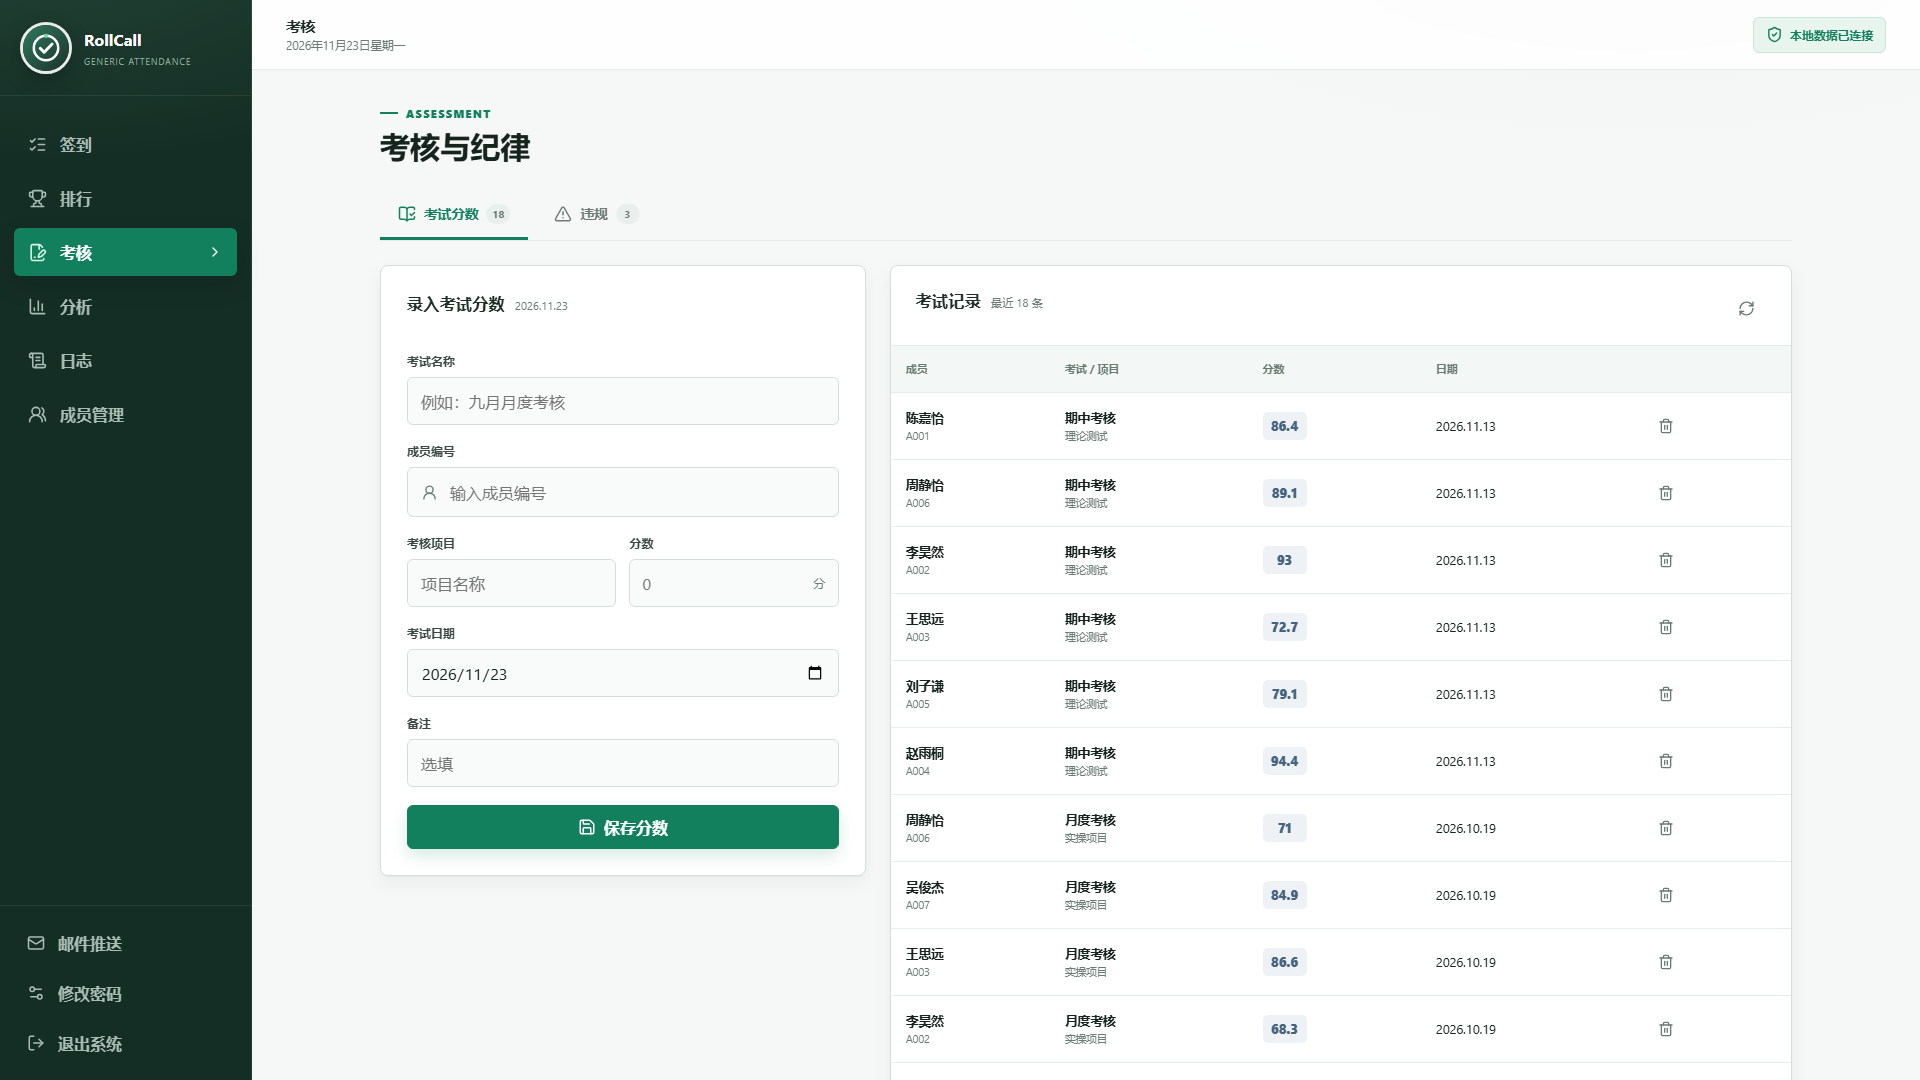 RollCall
GENERIC ATTENDANCE
签到
排行
考核
分析
日志
成员管理
邮件推送
修改密码
退出系统
考核
2026年11月23日星期一
本地数据已连接
ASSESSMENT
考核与纪律
考试分数 18
违规 3
录入考试分数 2026.11.23
考试名称
例如：九月月度考核
成员编号
输入成员编号
考核项目 分数
项目名称 0 分
考试日期
2026/11/23
备注
选填
保存分数
考试记录 最近 18 条
成员 考试 / 项目 分数 日期
陈嘉怡 期中考核 86.4 2026.11.13
A001 理论测试
周静怡 期中考核 89.1 2026.11.13
A006 理论测试
李昊然 期中考核 93 2026.11.13
A002 理论测试
王思远 期中考核 72.7 2026.11.13
A003 理论测试
刘子谦 期中考核 79.1 2026.11.13
A005 理论测试
赵雨桐 期中考核 94.4 2026.11.13
A004 理论测试
周静怡 月度考核 71 2026.10.19
A006 实操项目
吴俊杰 月度考核 84.9 2026.10.19
A007 实操项目
王思远 月度考核 86.6 2026.10.19
A003 实操项目
李昊然 月度考核 68.3 2026.10.19
A002 实操项目